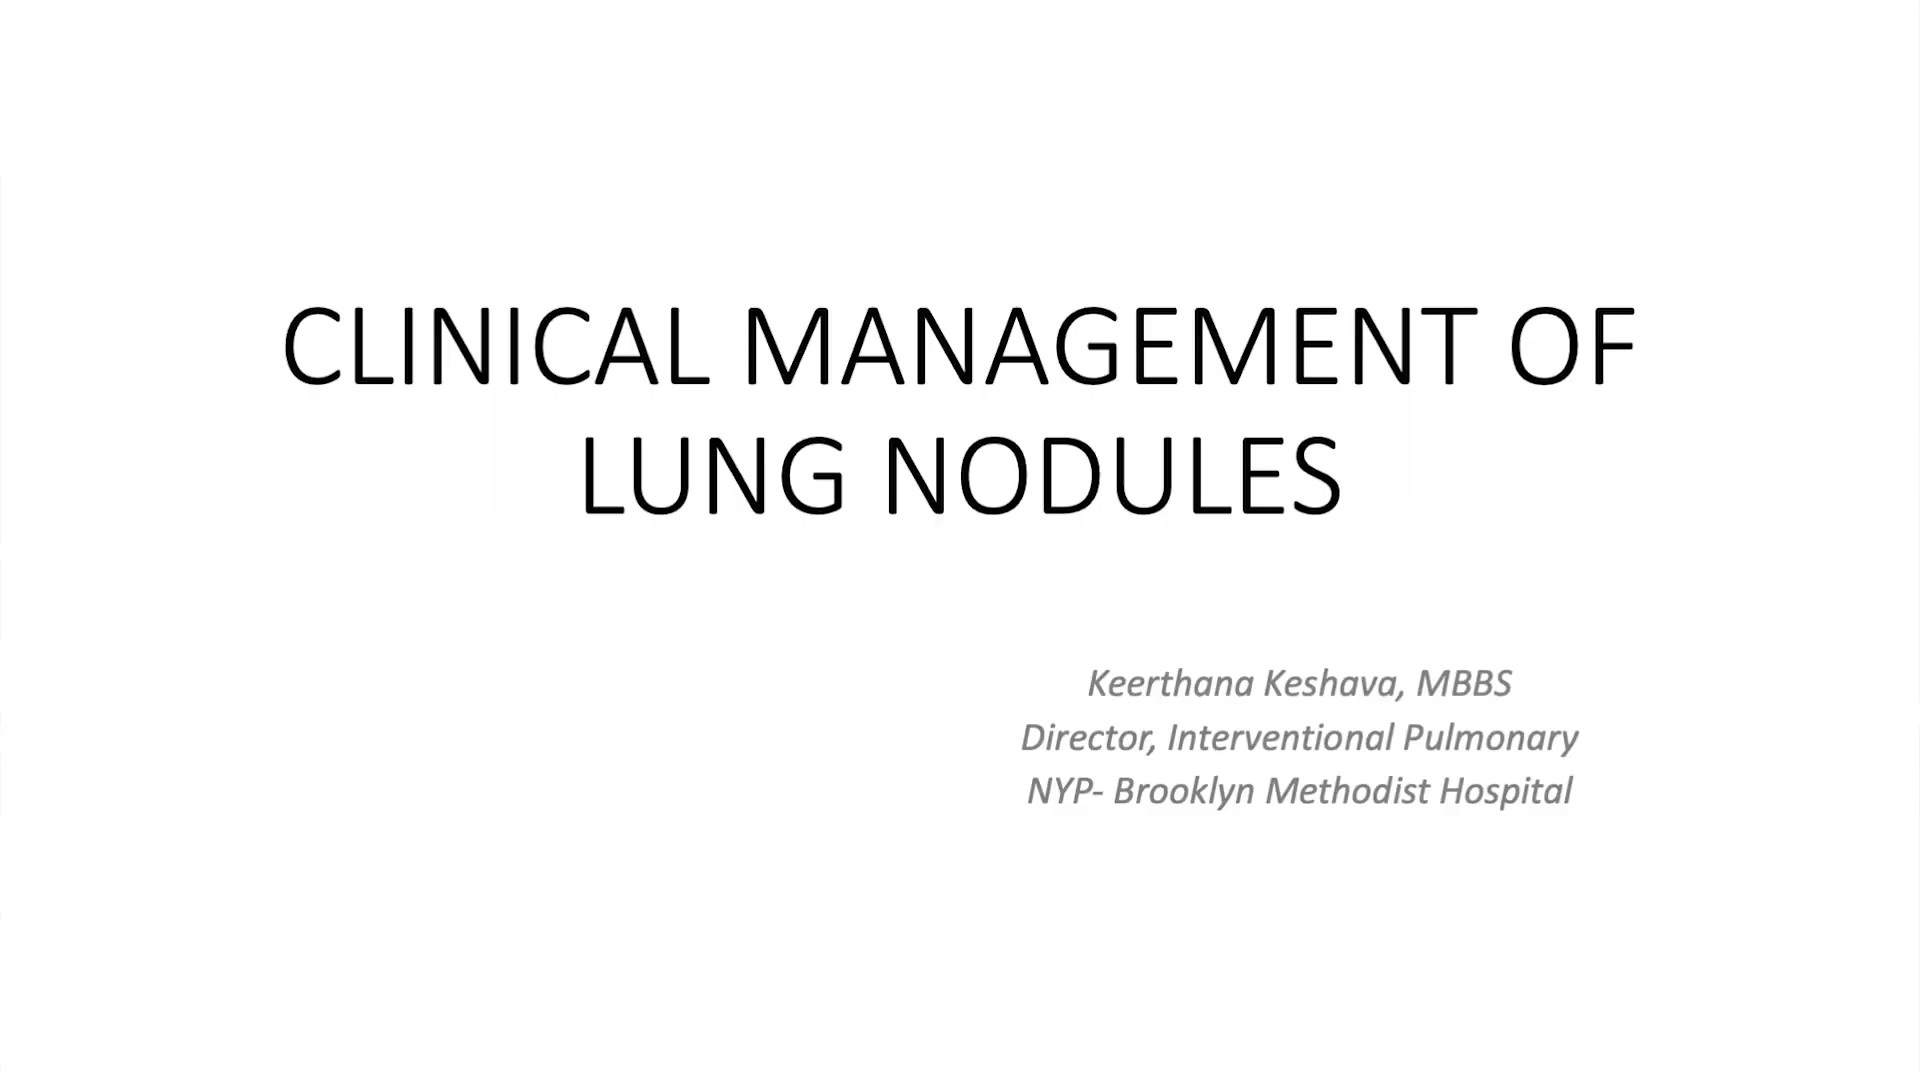 CLINICAL MANAGEMENT OF
LUNG NODULES
Keerthana Keshava, MBBS
Director, Interventional Pulmonary
NYP- Brooklyn Methodist Hospital